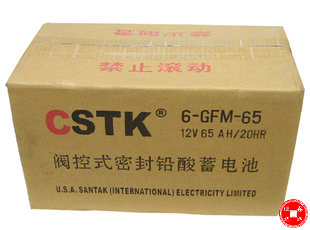 禁止滚动
CSTK®
6-GFM-65
12V 65 AH/20HR
阀控式密封铅酸蓄电池
U.S.A. SANTAK (INTERNATIONAL) ELECTRICITY LIMITED